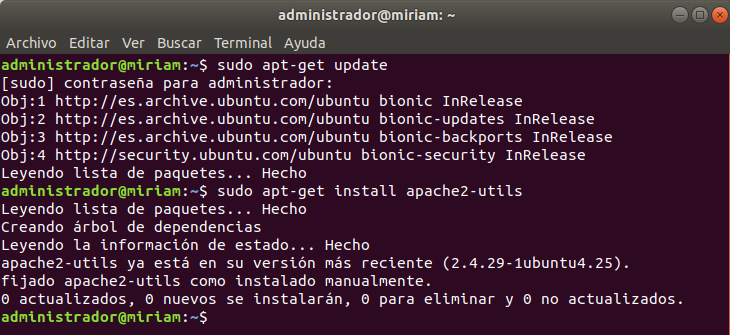 administrador@miriam: ~
Archivo Editar Ver Buscar Terminal Ayuda
administrador@miriam:~$ sudo apt-get update
[sudo] contraseña para administrador:
Obj:1 http://es.archive.ubuntu.com/ubuntu bionic InRelease
Obj:2 http://es.archive.ubuntu.com/ubuntu bionic-updates InRelease
Obj:3 http://es.archive.ubuntu.com/ubuntu bionic-backports InRelease
Obj:4 http://security.ubuntu.com/ubuntu bionic-security InRelease
Leyendo lista de paquetes... Hecho
administrador@miriam:~$ sudo apt-get install apache2-utils
Leyendo lista de paquetes... Hecho
Creando árbol de dependencias
Leyendo la información de estado... Hecho
apache2-utils ya está en su versión más reciente (2.4.29-1ubuntu4.25).
fijado apache2-utils como instalado manualmente.
0 actualizados, 0 nuevos se instalarán, 0 para eliminar y 0 no actualizados.
administrador@miriam:~$